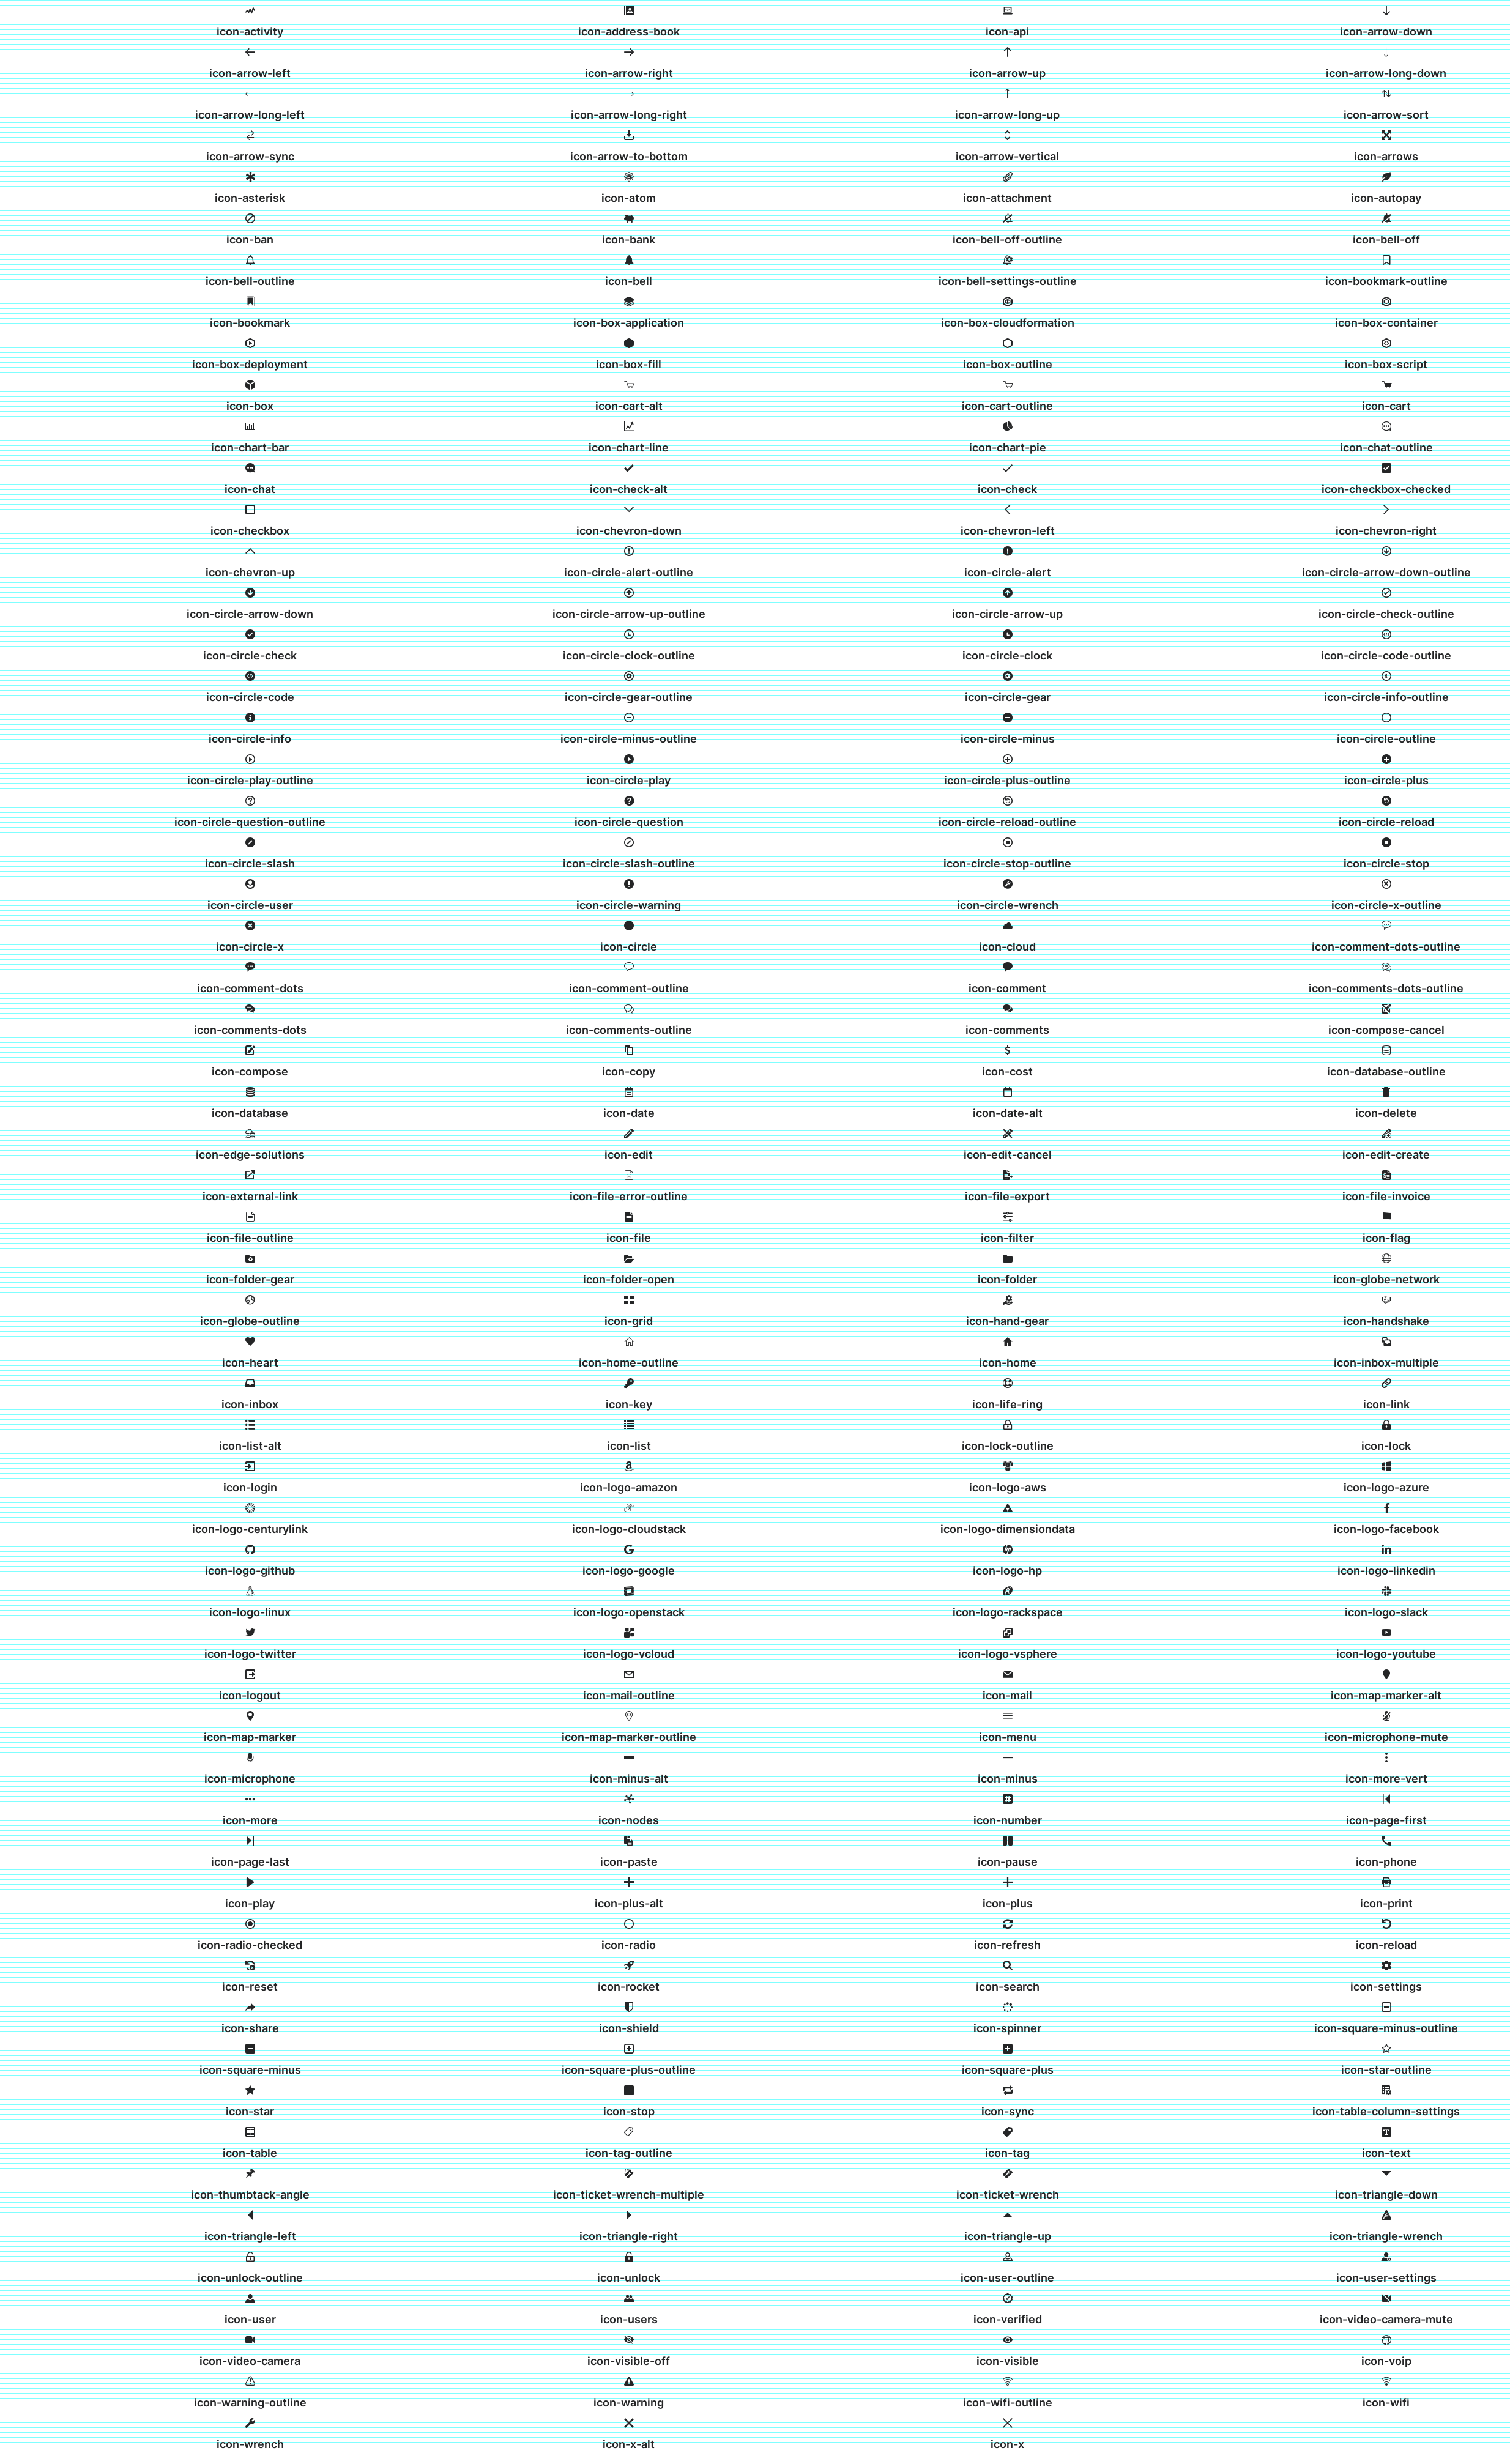 icon-activity icon-address-book icon-api icon-arrow-down
icon-arrow-left icon-arrow-right icon-arrow-up icon-arrow-long-down
icon-arrow-long-left icon-arrow-long-right icon-arrow-long-up icon-arrow-sort
icon-arrow-sync icon-arrow-to-bottom icon-arrow-vertical icon-arrows
icon-asterisk icon-atom icon-attachment icon-autopay
icon-ban icon-bank icon-bell-off-outline icon-bell-off
icon-bell-outline icon-bell icon-bell-settings-outline icon-bookmark-outline
icon-bookmark icon-box-application icon-box-cloudformation icon-box-container
icon-box-deployment icon-box-fill icon-box-outline icon-box-script
icon-box icon-cart-alt icon-cart-outline icon-cart
icon-chart-bar icon-chart-line icon-chart-pie icon-chat-outline
icon-chat icon-check-alt icon-check icon-checkbox-checked
icon-checkbox icon-chevron-down icon-chevron-left icon-chevron-right
icon-chevron-up icon-circle-alert-outline icon-circle-alert icon-circle-arrow-down-outline
icon-circle-arrow-down icon-circle-arrow-up-outline icon-circle-arrow-up icon-circle-check-outline
icon-circle-check icon-circle-clock-outline icon-circle-clock icon-circle-code-outline
icon-circle-code icon-circle-gear-outline icon-circle-gear icon-circle-info-outline
icon-circle-info icon-circle-minus-outline icon-circle-minus icon-circle-outline
icon-circle-play-outline icon-circle-play icon-circle-plus-outline icon-circle-plus
icon-circle-question-outline icon-circle-question icon-circle-reload-outline icon-circle-reload
icon-circle-slash icon-circle-slash-outline icon-circle-stop-outline icon-circle-stop
icon-circle-user icon-circle-warning icon-circle-wrench icon-circle-x-outline
icon-circle-x icon-circle icon-cloud icon-comment-dots-outline
icon-comment-dots icon-comment-outline icon-comment icon-comments-dots-outline
icon-comments-dots icon-comments-outline icon-comments icon-compose-cancel
icon-compose icon-copy icon-cost icon-database-outline
icon-database icon-date icon-date-alt icon-delete
icon-edge-solutions icon-edit icon-edit-cancel icon-edit-create
icon-external-link icon-file-error-outline icon-file-export icon-file-invoice
icon-file-outline icon-file icon-filter icon-flag
icon-folder-gear icon-folder-open icon-folder icon-globe-network
icon-globe-outline icon-grid icon-hand-gear icon-handshake
icon-heart icon-home-outline icon-home icon-inbox-multiple
icon-inbox icon-key icon-life-ring icon-link
icon-list-alt icon-list icon-lock-outline icon-lock
icon-login icon-logo-amazon icon-logo-aws icon-logo-azure
icon-logo-centurylink icon-logo-cloudstack icon-logo-dimensiondata icon-logo-facebook
icon-logo-github icon-logo-google icon-logo-hp icon-logo-linkedin
icon-logo-linux icon-logo-openstack icon-logo-rackspace icon-logo-slack
icon-logo-twitter icon-logo-vcloud icon-logo-vsphere icon-logo-youtube
icon-logout icon-mail-outline icon-mail icon-map-marker-alt
icon-map-marker icon-map-marker-outline icon-menu icon-microphone-mute
icon-microphone icon-minus-alt icon-minus icon-more-vert
icon-more icon-nodes icon-number icon-page-first
icon-page-last icon-paste icon-pause icon-phone
icon-play icon-plus-alt icon-plus icon-print
icon-radio-checked icon-radio icon-refresh icon-reload
icon-reset icon-rocket icon-search icon-settings
icon-share icon-shield icon-spinner icon-square-minus-outline
icon-square-minus icon-square-plus-outline icon-square-plus icon-star-outline
icon-star icon-stop icon-sync icon-table-column-settings
icon-table icon-tag-outline icon-tag icon-text
icon-thumbtack-angle icon-ticket-wrench-multiple icon-ticket-wrench icon-triangle-down
icon-triangle-left icon-triangle-right icon-triangle-up icon-triangle-wrench
icon-unlock-outline icon-unlock icon-user-outline icon-user-settings
icon-user icon-users icon-verified icon-video-camera-mute
icon-video-camera icon-visible-off icon-visible icon-voip
icon-warning-outline icon-warning icon-wifi-outline icon-wifi
icon-wrench icon-x-alt icon-x